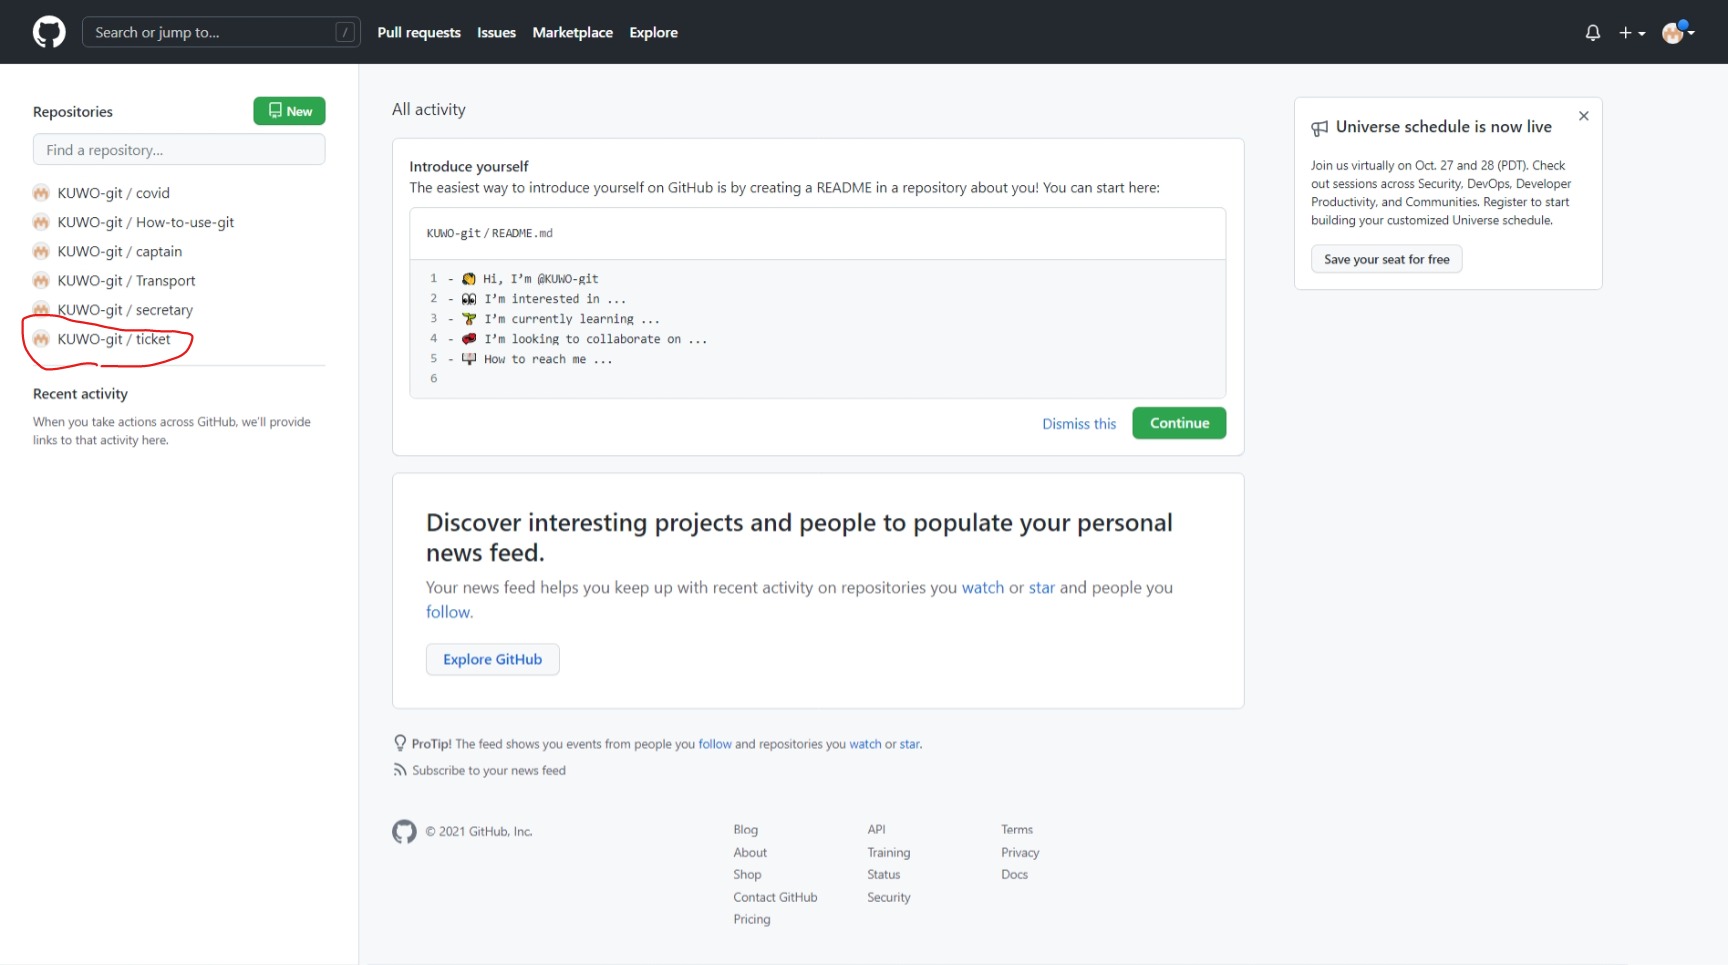 Search or jump to...
/
Pull requests
Issues
Marketplace
Explore
Repositories
New
Find a repository...
KUWO-git / covid
KUWO-git / How-to-use-git
KUWO-git / captain
KUWO-git / Transport
KUWO-git / secretary
KUWO-git / ticket
Recent activity
When you take actions across GitHub, we'll provide
links to that activity here.
All activity
Introduce yourself
The easiest way to introduce yourself on GitHub is by creating a README in a repository about you! You can start here:
KUWO-git / README.md
1 - 👋 Hi, I’m @KUWO-git
2 - 👀 I’m interested in ...
3 - 🌱 I’m currently learning ...
4 - 💞️ I’m looking to collaborate on ...
5 - 📫 How to reach me ...
6
Dismiss this
Continue
Discover interesting projects and people to populate your personal
news feed.
Your news feed helps you keep up with recent activity on repositories you watch or star and people you
follow.
Explore GitHub
ProTip! The feed shows you events from people you follow and repositories you watch or star.
Subscribe to your news feed
Universe schedule is now live
Join us virtually on Oct. 27 and 28 (PDT). Check
out sessions across Security, DevOps, Developer
Productivity, and Communities. Register to start
building your customized Universe schedule.
Save your seat for free
© 2021 GitHub, Inc.
Blog
About
Shop
Contact GitHub
Pricing
API
Training
Status
Security
Terms
Privacy
Docs